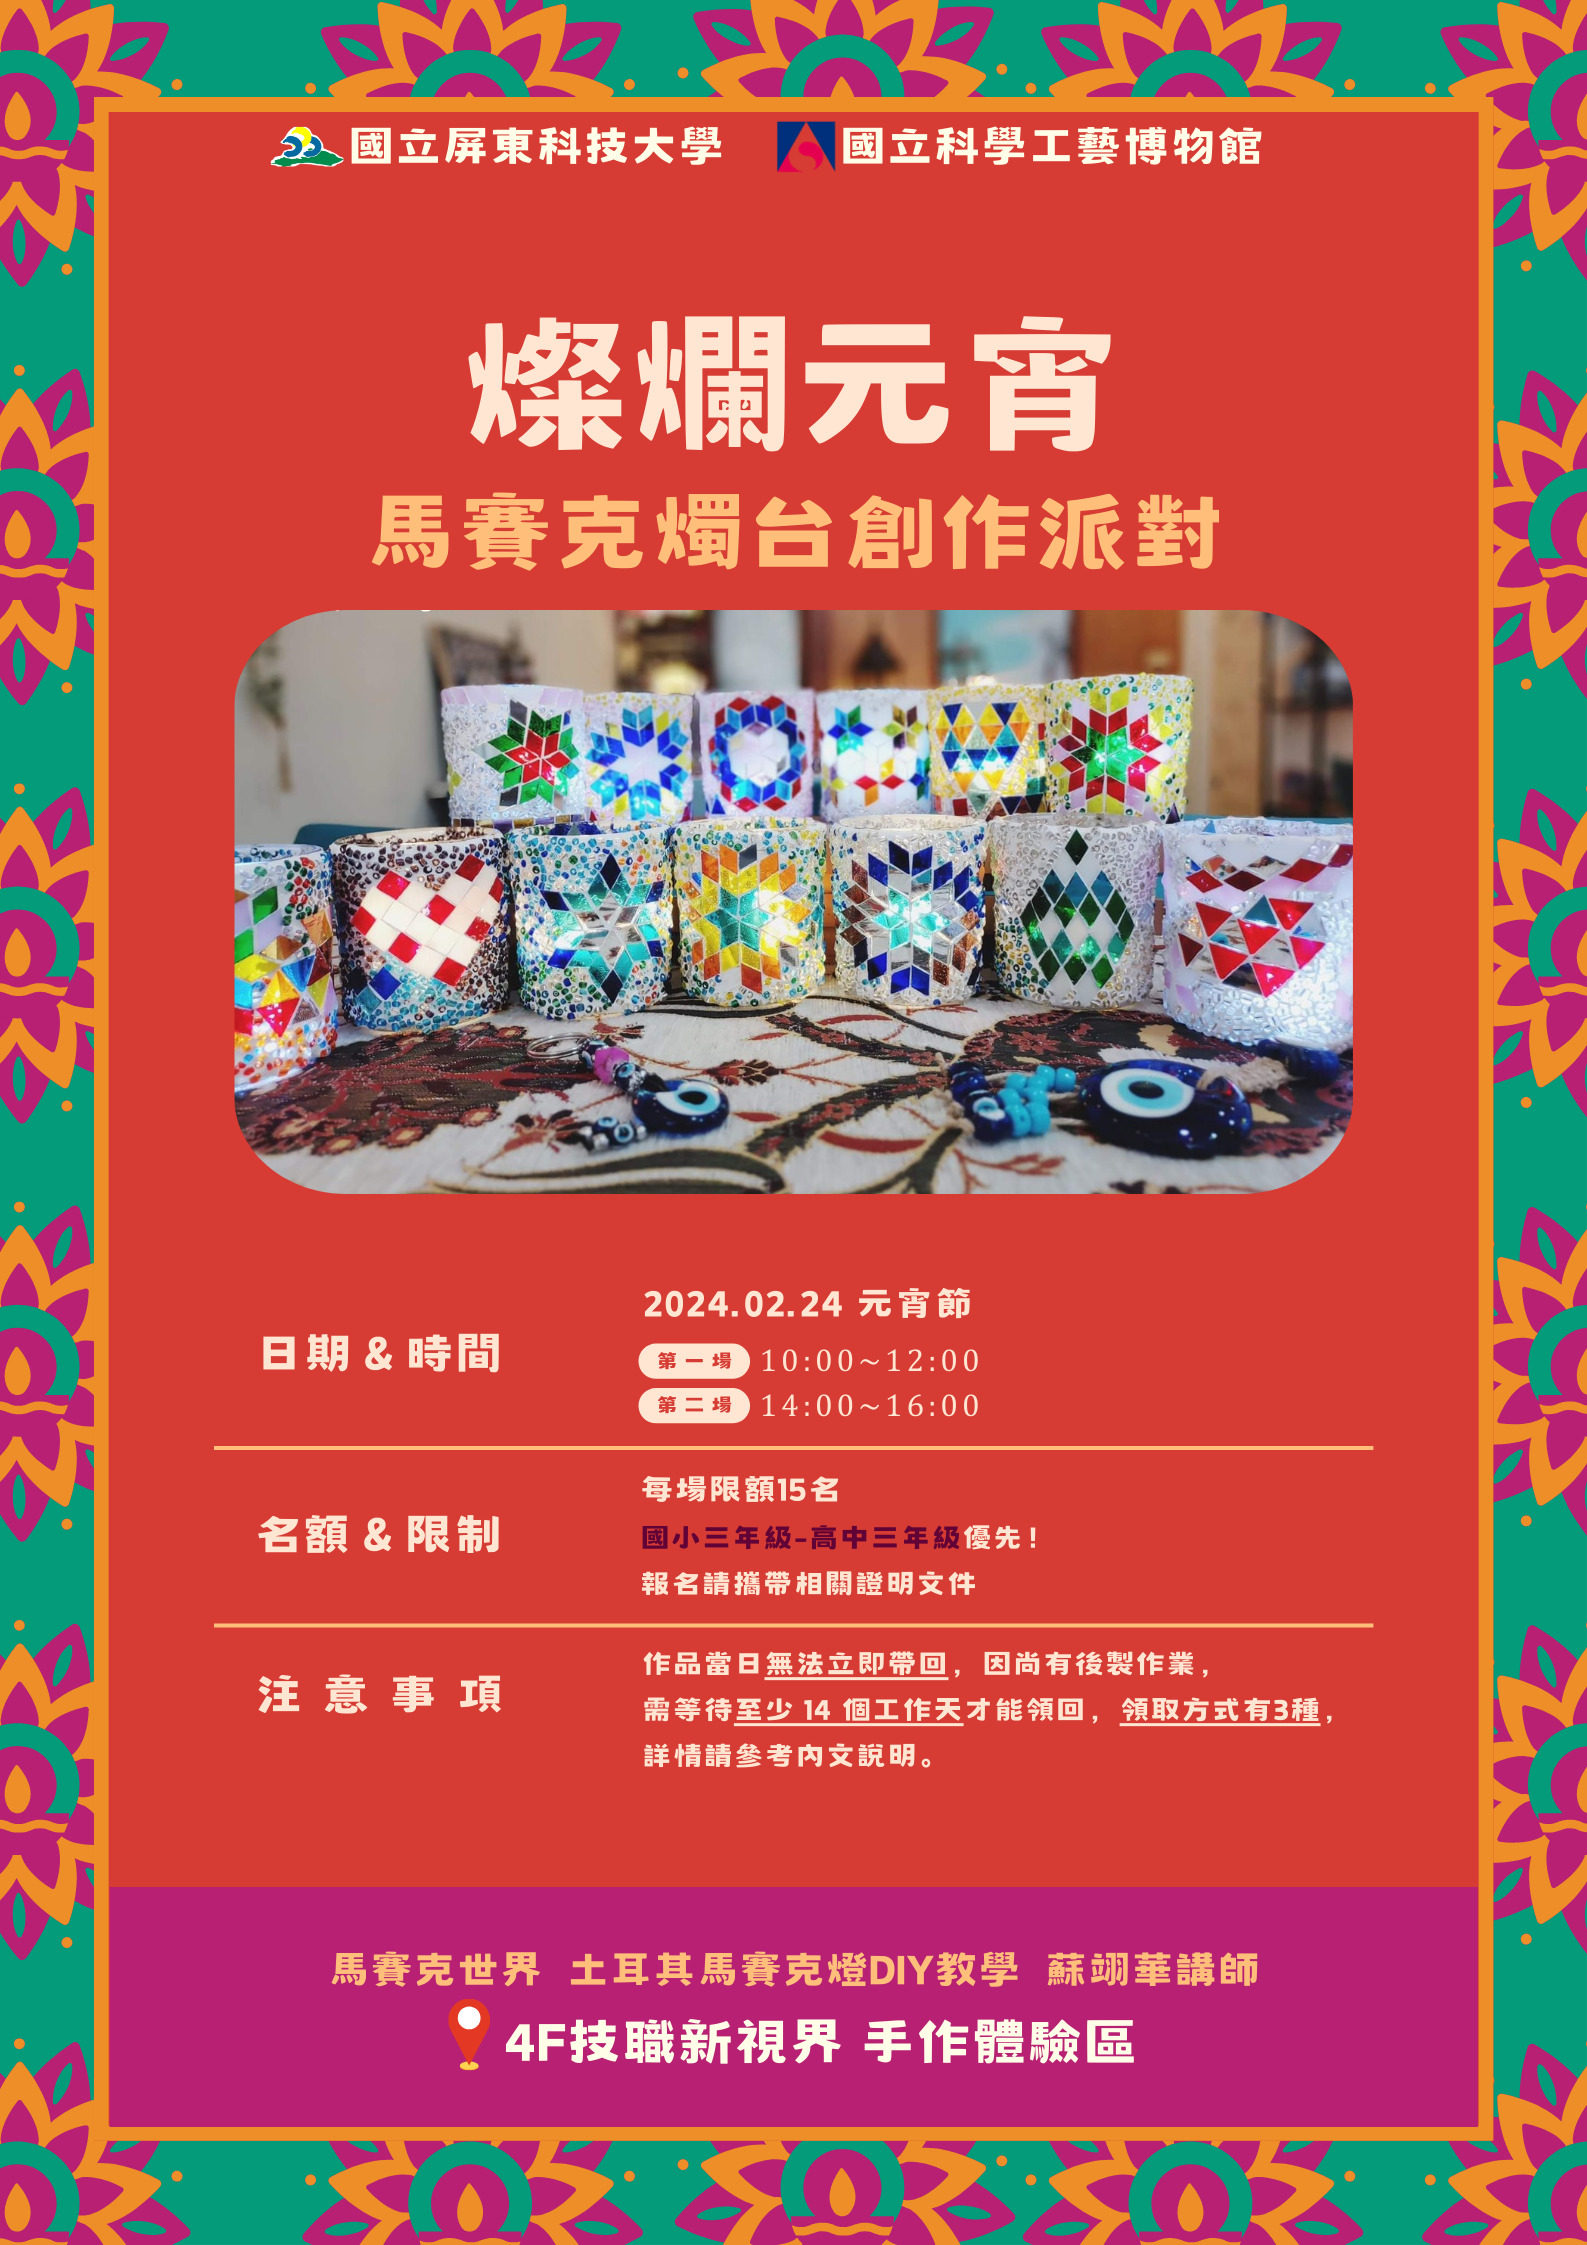 國立屏東科技大學 國立科學工藝博物館
燦爛元宵
馬賽克燭台創作派對
日期 & 時間
2024.02.24 元宵節
第一場 10:00~12:00
第二場 14:00~16:00
名額 & 限制
每場限額15名
國小三年級-高中三年級優先!
報名請攜帶相關證明文件
注意事項
作品當日無法立即帶回，因尚有後製作業，
需等待至少 14 個工作天才能領回，領取方式有3種，
詳情請參考內文說明。
馬賽克世界 土耳其馬賽克燈DIY教學 蘇翊華講師
4F技職新視界 手作體驗區